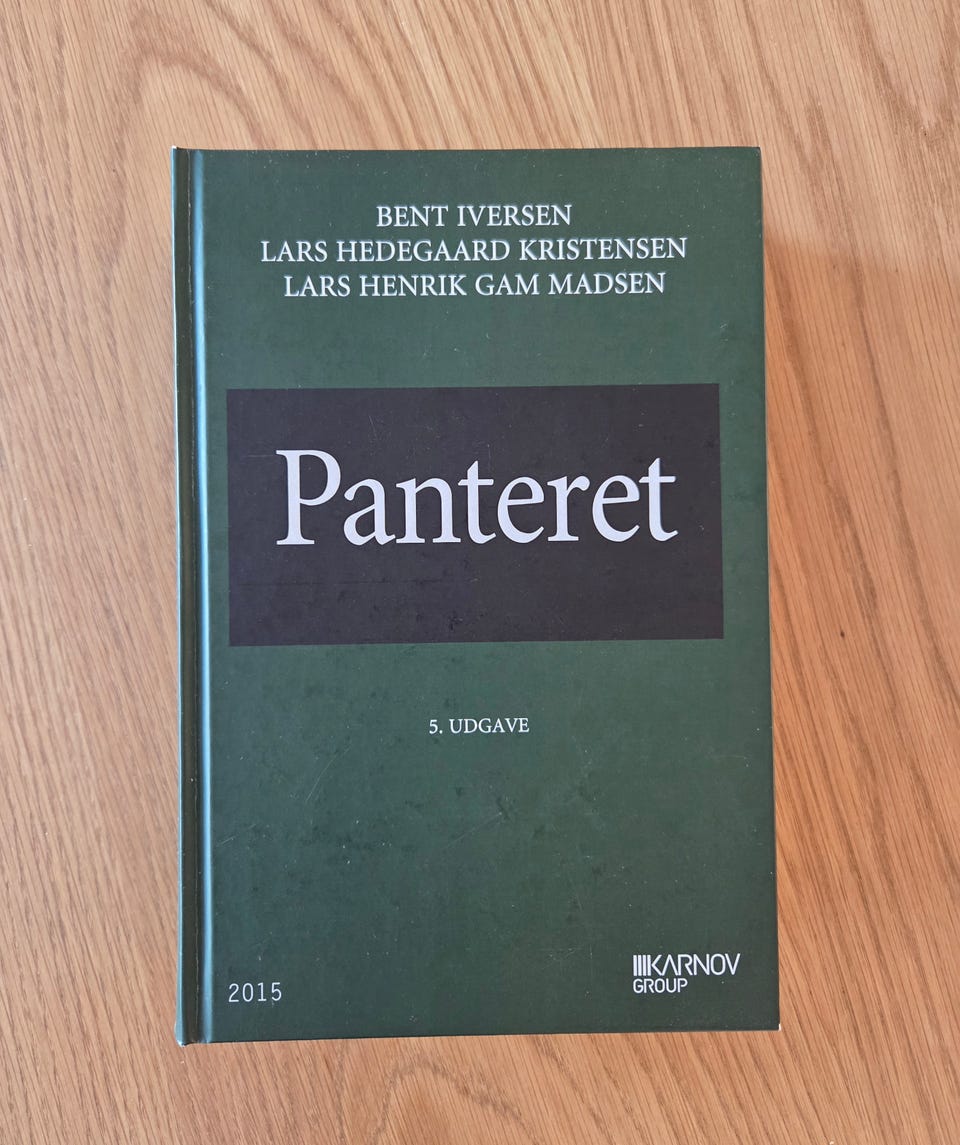 BENT IVERSEN
LARS HEDEGAARD KRISTENSEN
LARS HENRIK GAM MADSEN
Panteret
5. UDGAVE
2015
KARNOV
GROUP